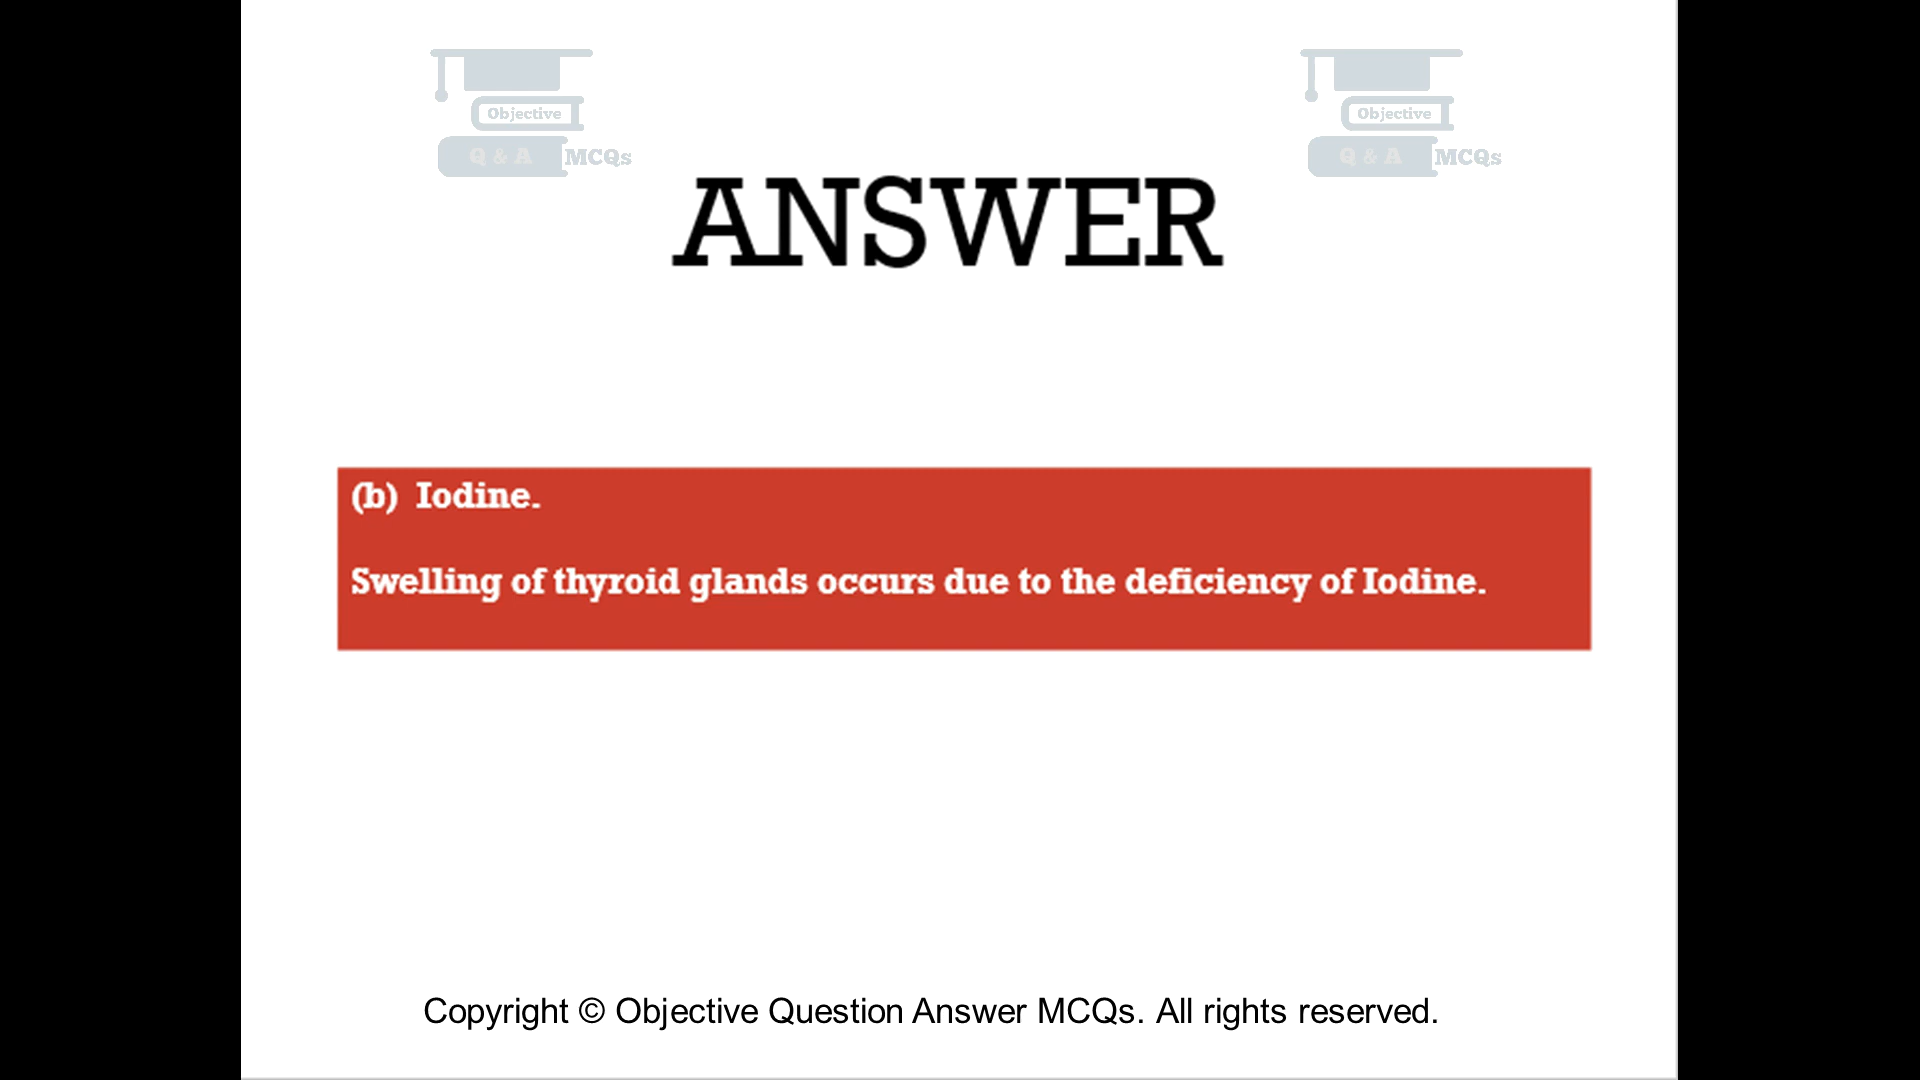 Objective
Q & A MCQs
Objective
Q & A MCQs
ANSWER
(b) Iodine.
Swelling of thyroid glands occurs due to the deficiency of Iodine.
Copyright © Objective Question Answer MCQs. All rights reserved.